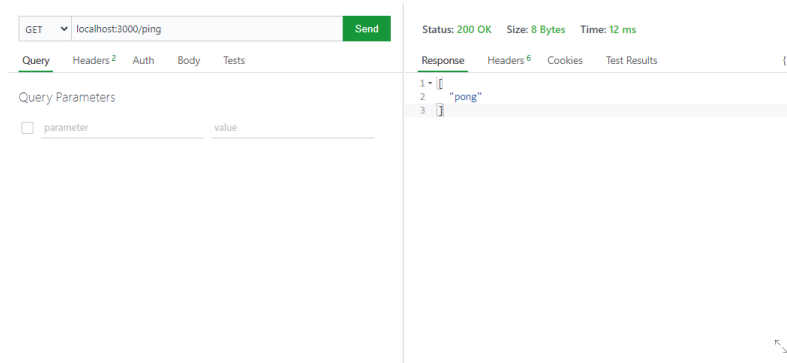 GET localhost:3000/ping Send
Query Headers 2 Auth Body Tests
Query Parameters
parameter value
Status: 200 OK Size: 8 Bytes Time: 12 ms
Response Headers 6 Cookies Test Results {
1 [
2 "pong"
3 ]